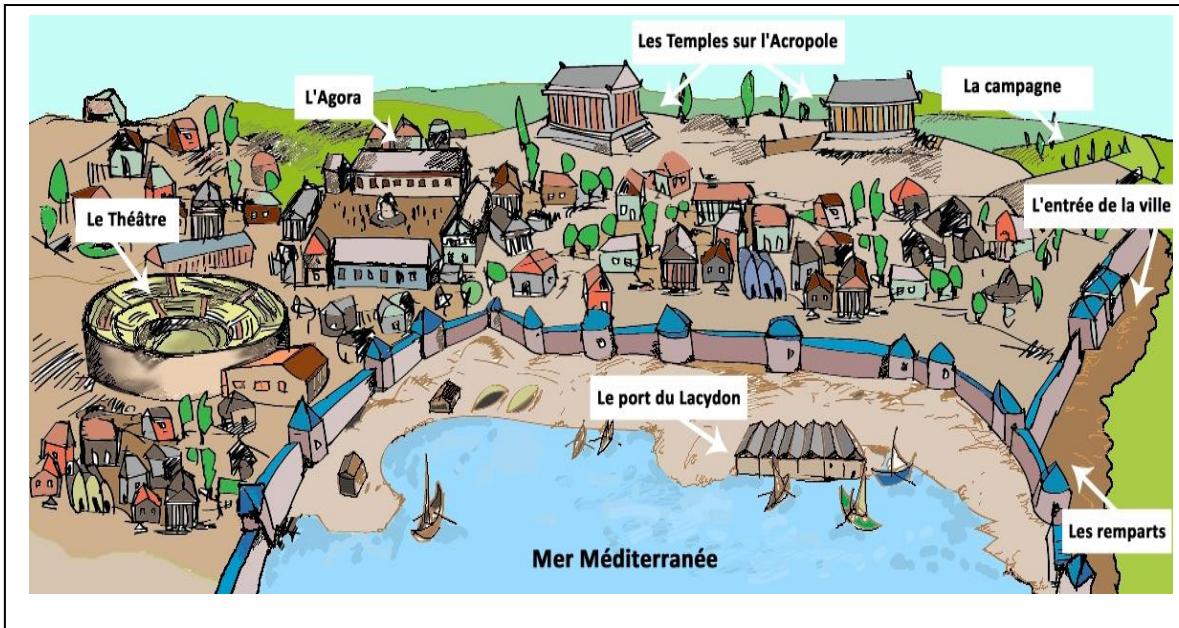 Les Temples sur l'Acropole
La campagne
L'Agora
L'entrée de la ville
Le Théâtre
Le port du Lacydon
Les remparts
Mer Méditerranée